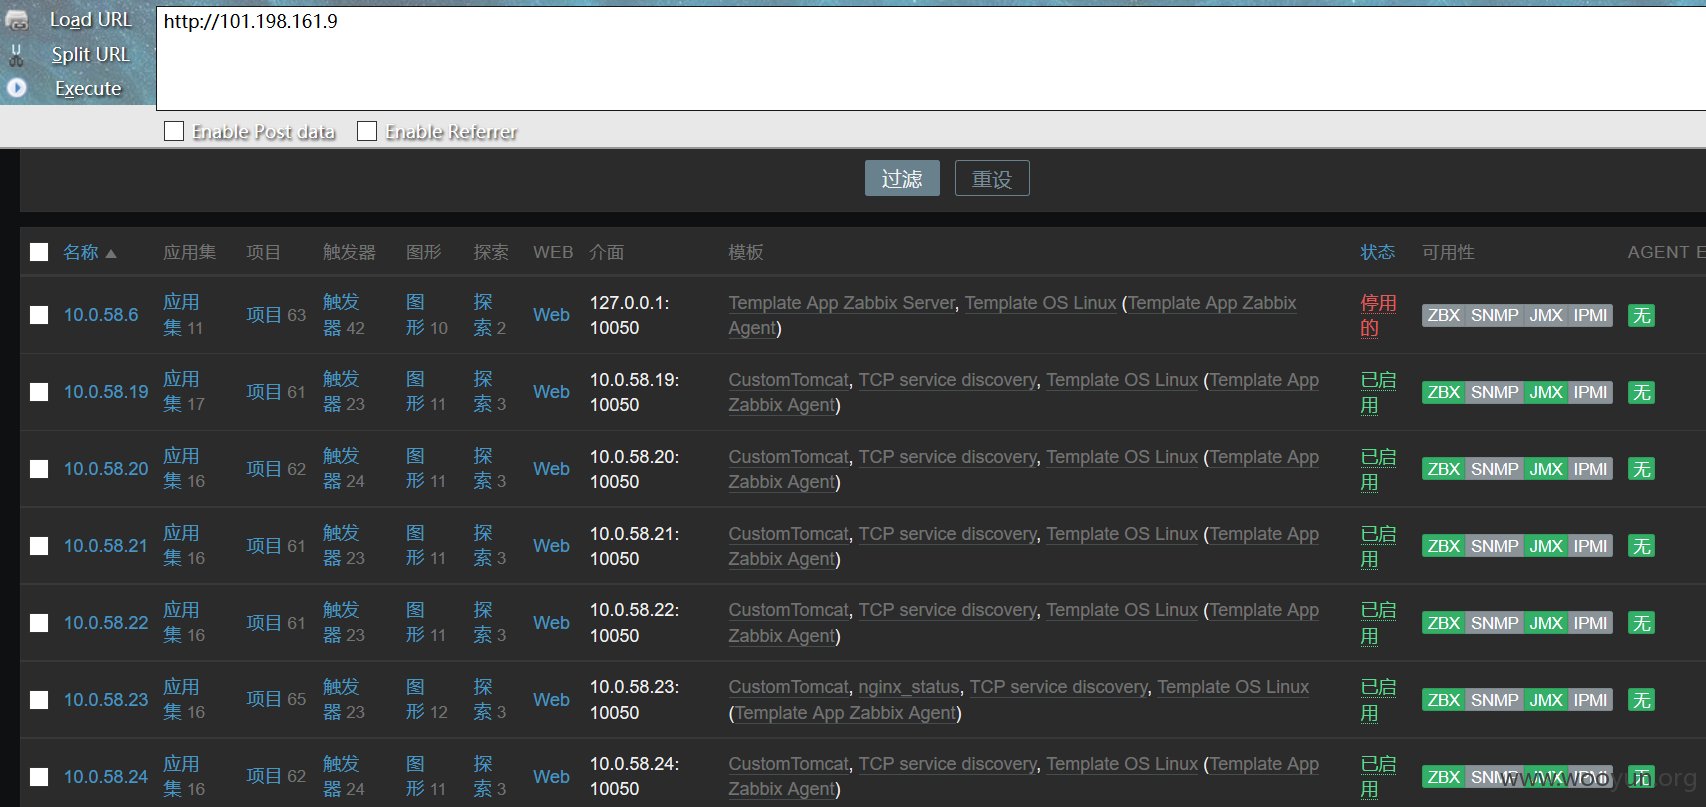 Load URL
http://101.198.161.9
Split URL
Execute
Enable Post data Enable Referrer
过滤 重设
名称 应用集 项目 触发器 图形 探索 WEB 介面 模板 状态 可用性 AGENT E
10.0.58.6 应用集 11 项目 63 触发器 42 图形 10 探索 2 Web 127.0.0.1: 10050 Template App Zabbix Server, Template OS Linux (Template App Zabbix Agent) 停用的 ZBX SNMP JMX IPMI 无
10.0.58.19 应用集 17 项目 61 触发器 23 图形 11 探索 3 Web 10.0.58.19: 10050 CustomTomcat, TCP service discovery, Template OS Linux (Template App Zabbix Agent) 已启用 ZBX SNMP JMX IPMI 无
10.0.58.20 应用集 16 项目 62 触发器 24 图形 11 探索 3 Web 10.0.58.20: 10050 CustomTomcat, TCP service discovery, Template OS Linux (Template App Zabbix Agent) 已启用 ZBX SNMP JMX IPMI 无
10.0.58.21 应用集 16 项目 61 触发器 23 图形 11 探索 3 Web 10.0.58.21: 10050 CustomTomcat, TCP service discovery, Template OS Linux (Template App Zabbix Agent) 已启用 ZBX SNMP JMX IPMI 无
10.0.58.22 应用集 16 项目 61 触发器 23 图形 11 探索 3 Web 10.0.58.22: 10050 CustomTomcat, TCP service discovery, Template OS Linux (Template App Zabbix Agent) 已启用 ZBX SNMP JMX IPMI 无
10.0.58.23 应用集 16 项目 65 触发器 23 图形 12 探索 3 Web 10.0.58.23: 10050 CustomTomcat, nginx_status, TCP service discovery, Template OS Linux (Template App Zabbix Agent) 已启用 ZBX SNMP JMX IPMI 无
10.0.58.24 应用集 16 项目 62 触发器 24 图形 11 探索 3 Web 10.0.58.24: 10050 CustomTomcat, TCP service discovery, Template OS Linux (Template App Zabbix Agent) 已启用 ZBX SNMP JMX IPMI 无
www.wooyun.org